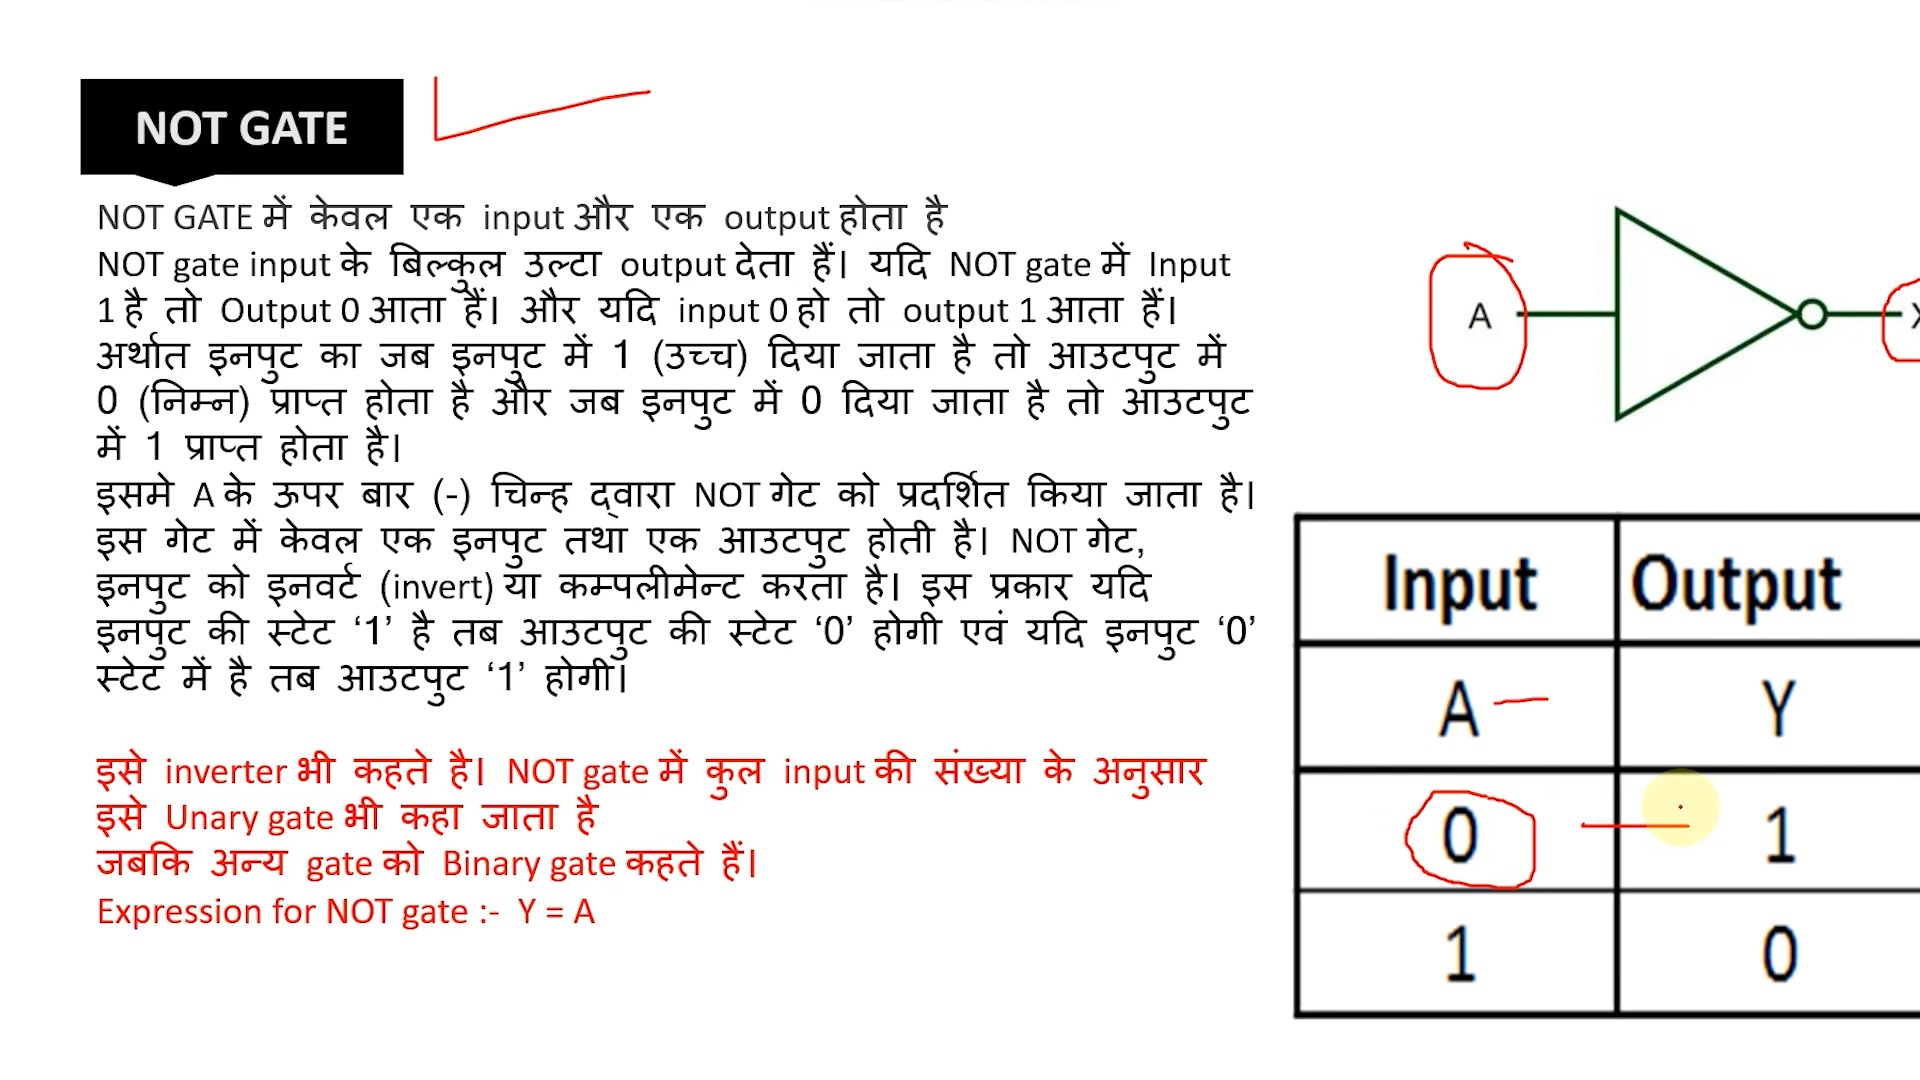 NOT GATE
NOT GATE में केवल एक input और एक output होता है
NOT gate input के बिल्कुल उल्टा output देता हैं। यदि NOT gate में Input
1 है तो Output 0 आता हैं। और यदि input 0 हो तो output 1 आता हैं।
अर्थात इनपुट का जब इनपुट में 1 (उच्च) दिया जाता है तो आउटपुट में
0 (निम्न) प्राप्त होता है और जब इनपुट में 0 दिया जाता है तो आउटपुट
में 1 प्राप्त होता है।
इसमे A के ऊपर बार (-) चिन्ह द्वारा NOT गेट को प्रदर्शित किया जाता है।
इस गेट में केवल एक इनपुट तथा एक आउटपुट होती है। NOT गेट,
इनपुट को इनवर्ट (invert) या कम्पलीमेन्ट करता है। इस प्रकार यदि
इनपुट की स्टेट ‘1’ है तब आउटपुट की स्टेट ‘0’ होगी एवं यदि इनपुट ‘0’
स्टेट में है तब आउटपुट ‘1’ होगी।
इसे inverter भी कहते है। NOT gate में कुल input की संख्या के अनुसार
इसे Unary gate भी कहा जाता है
जबकि अन्य gate को Binary gate कहते हैं।
Expression for NOT gate :- Y = A
A
Input Output
A Y
0 1
1 0